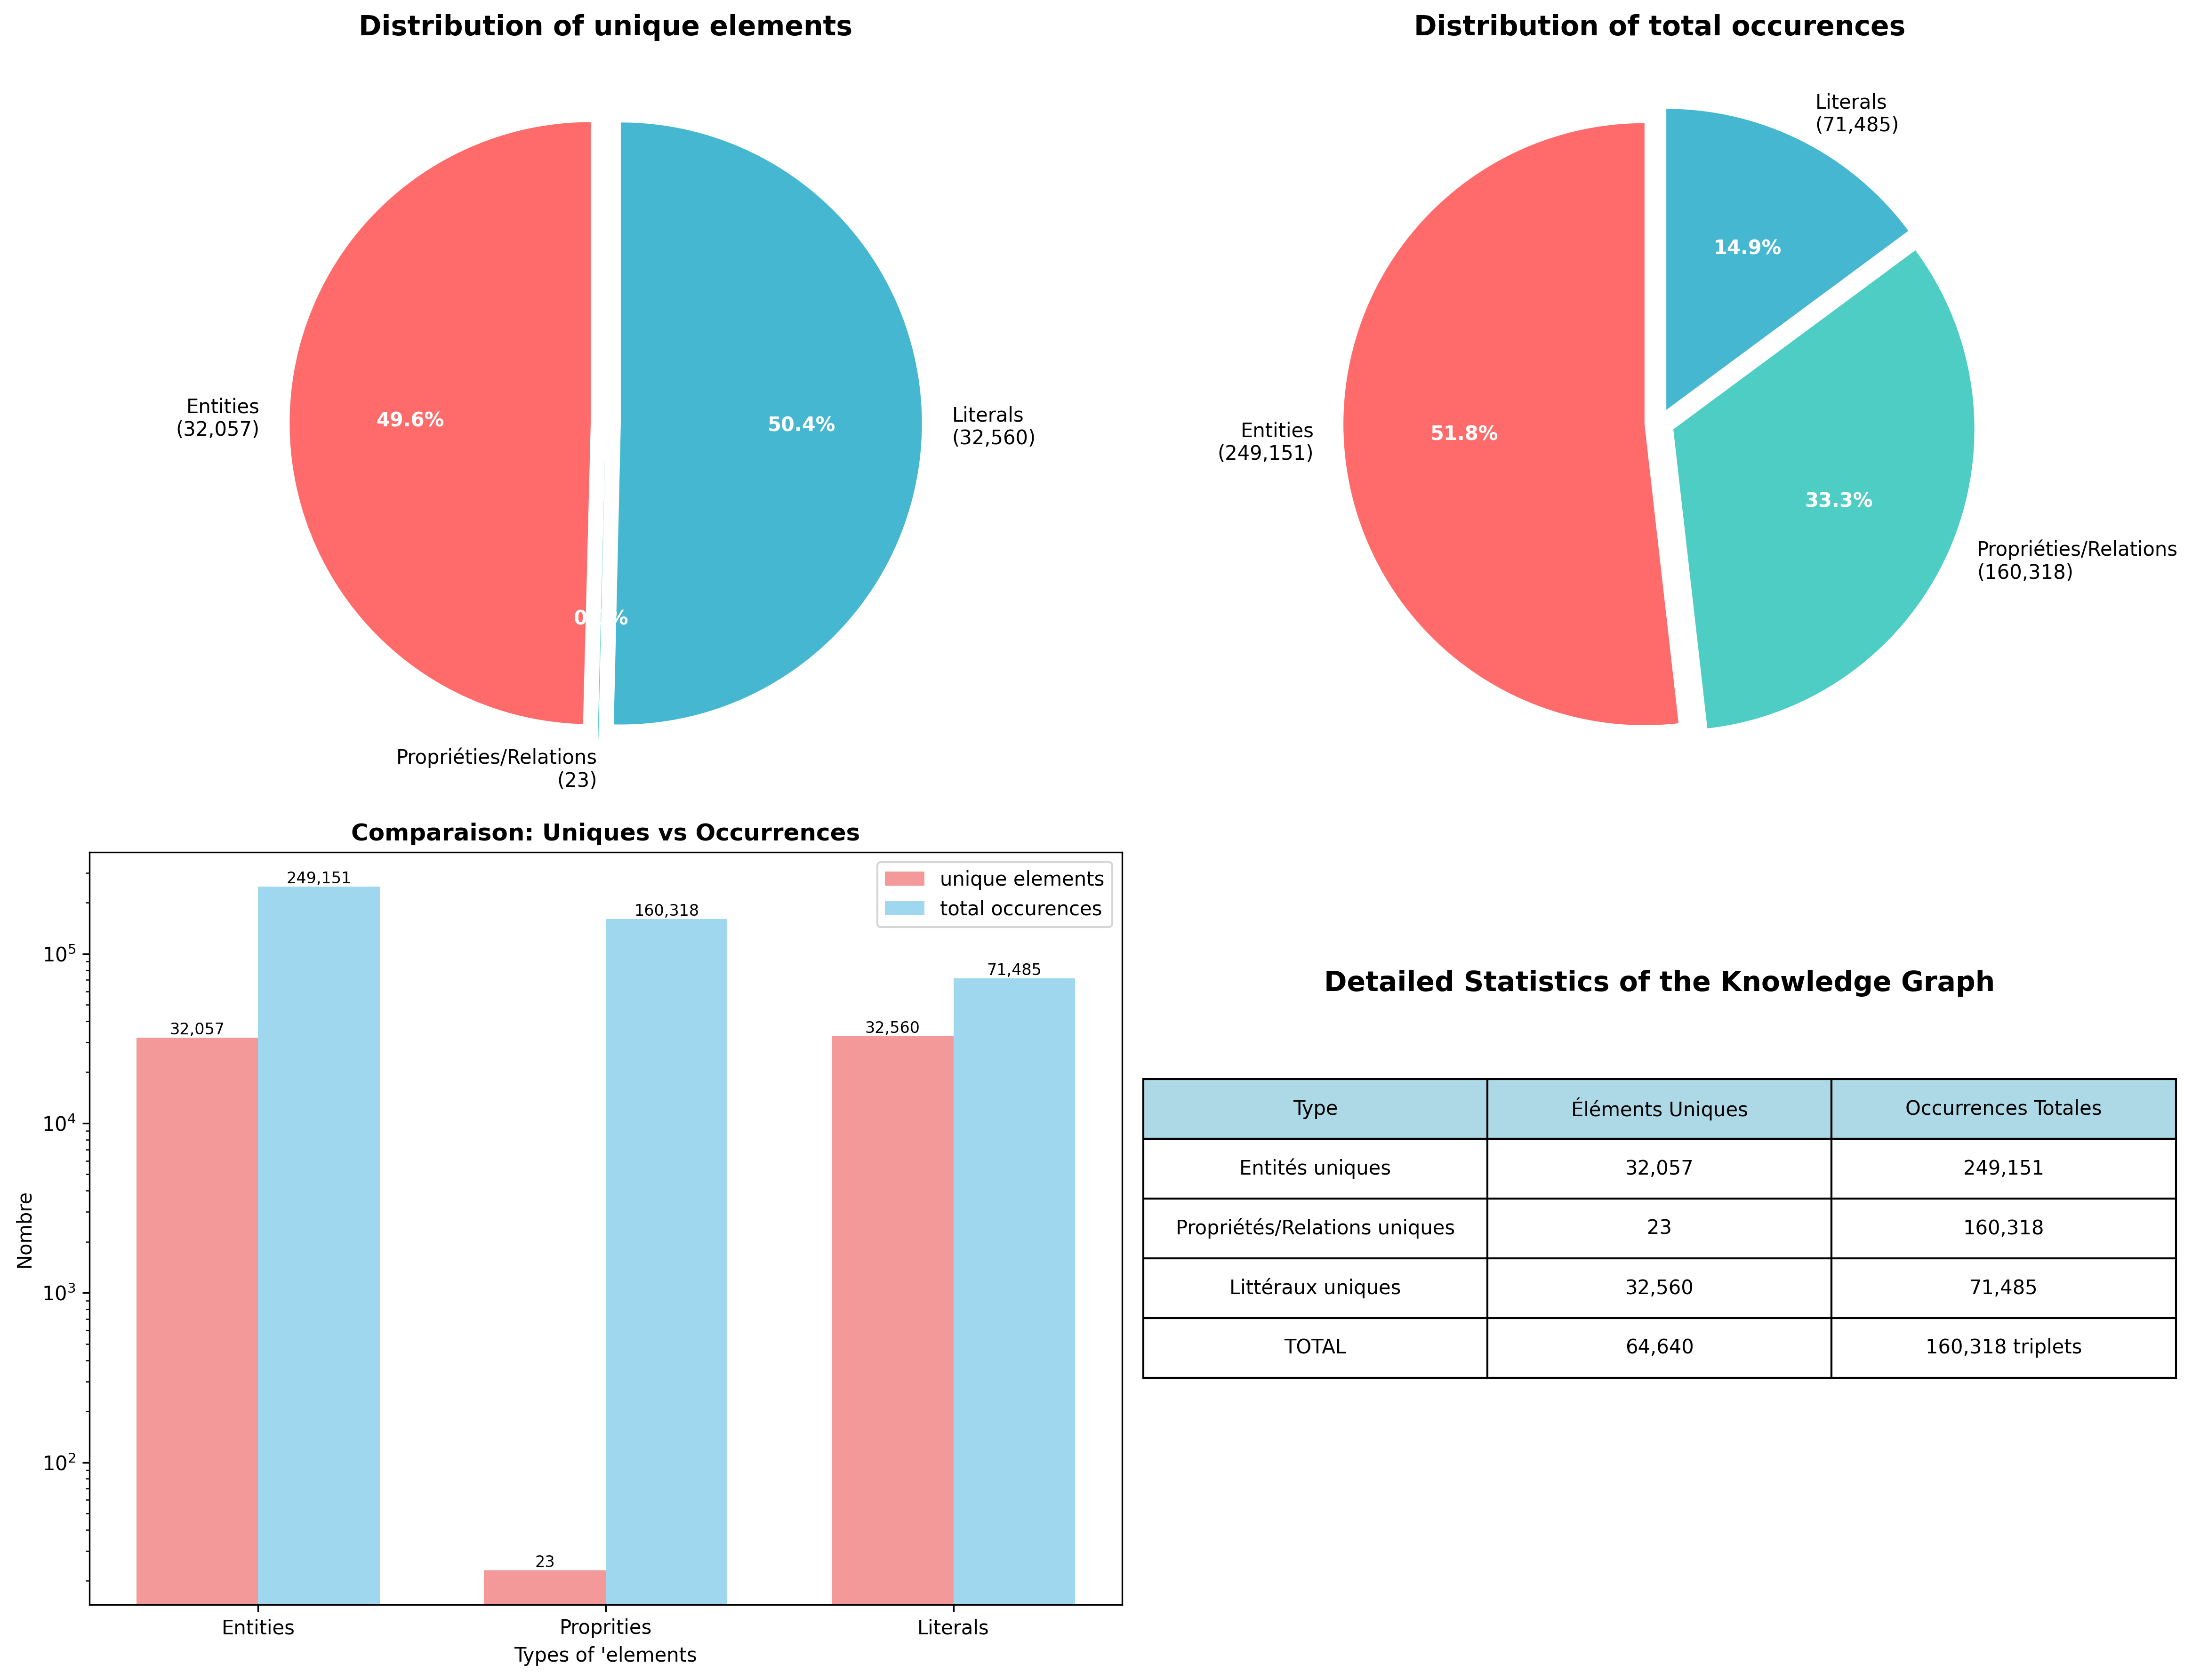 Distribution of unique elements
Entities
(32,057)
49.6%
50.4%
Literals
(32,560)
Propriéties/Relations
(23)
Distribution of total occurences
Literals
(71,485)
14.9%
Entities
(249,151)
51.8%
33.3%
Propriéties/Relations
(160,318)
Comparaison: Uniques vs Occurrences
unique elements
total occurences
249,151
160,318
71,485
32,057
32,560
23
10⁵
10⁴
10³
10²
Nombre
Entities
Proprities
Literals
Types of 'elements
Detailed Statistics of the Knowledge Graph
Type Éléments Uniques Occurrences Totales
Entités uniques 32,057 249,151
Propriétés/Relations uniques 23 160,318
Littéraux uniques 32,560 71,485
TOTAL 64,640 160,318 triplets